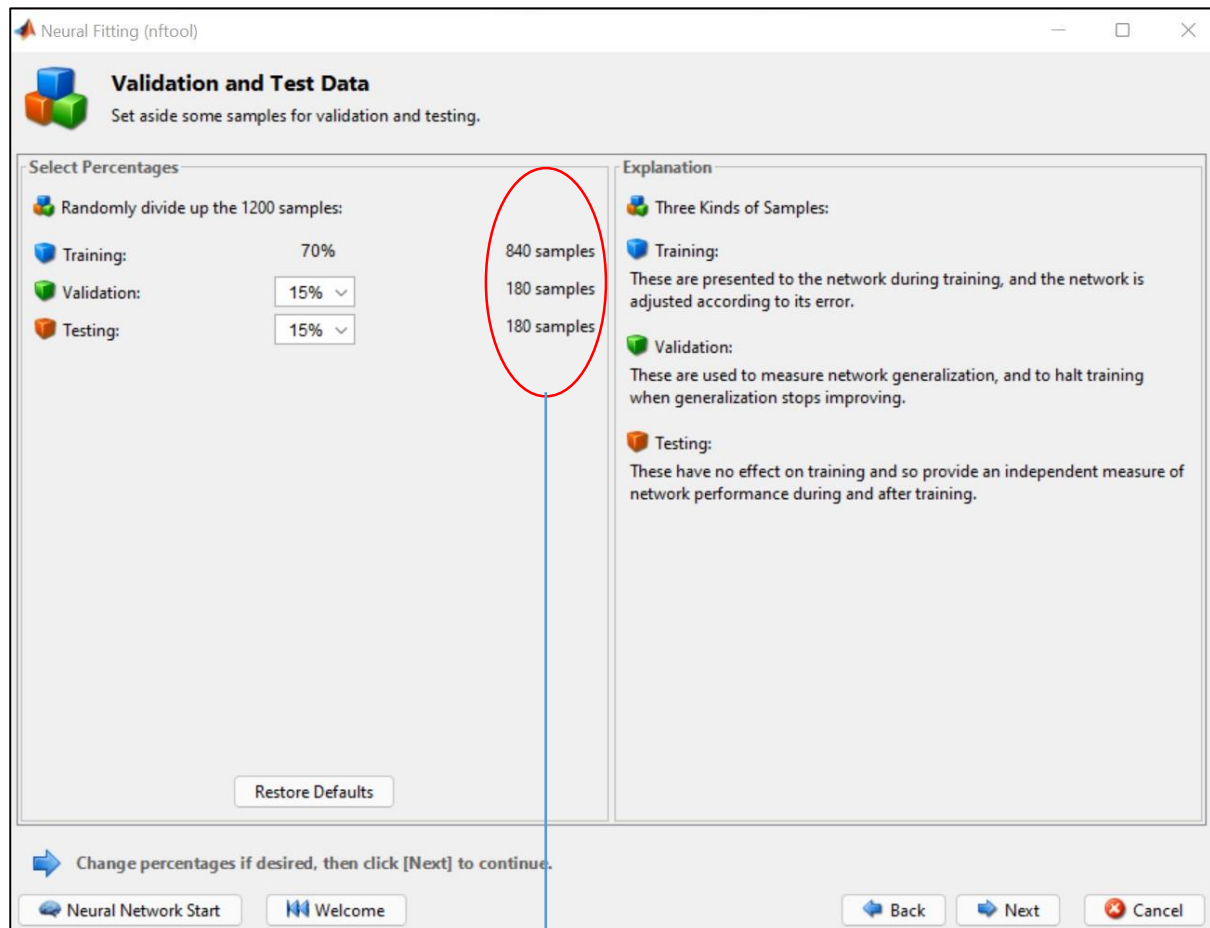 Neural Fitting (nftool)
Validation and Test Data
Set aside some samples for validation and testing.
Select Percentages
Randomly divide up the 1200 samples:
Training: 70% 840 samples
Validation: 15% 180 samples
Testing: 15% 180 samples
Restore Defaults
Explanation
Three Kinds of Samples:
Training:
These are presented to the network during training, and the network is
adjusted according to its error.
Validation:
These are used to measure network generalization, and to halt training
when generalization stops improving.
Testing:
These have no effect on training and so provide an independent measure of
network performance during and after training.
Change percentages if desired, then click [Next] to continue.
Neural Network Start Welcome Back Next Cancel